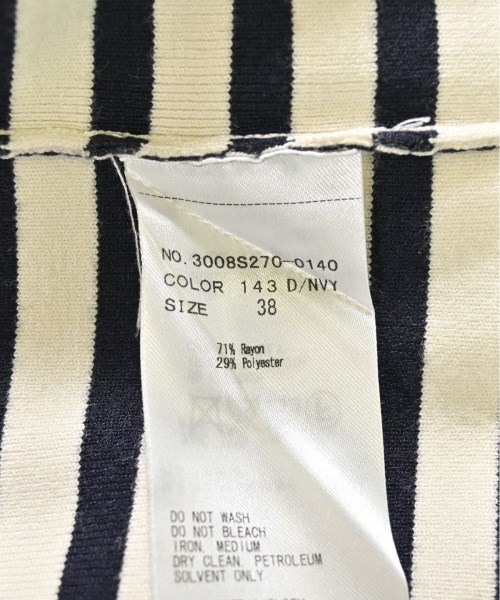 NO. 3008S270-0140
COLOR 143 D/NVY
SIZE 38
71% Rayon
29% Polyester
DO NOT WASH
DO NOT BLEACH
IRON, MEDIUM
DRY CLEAN, PETROLEUM
SOLVENT ONLY